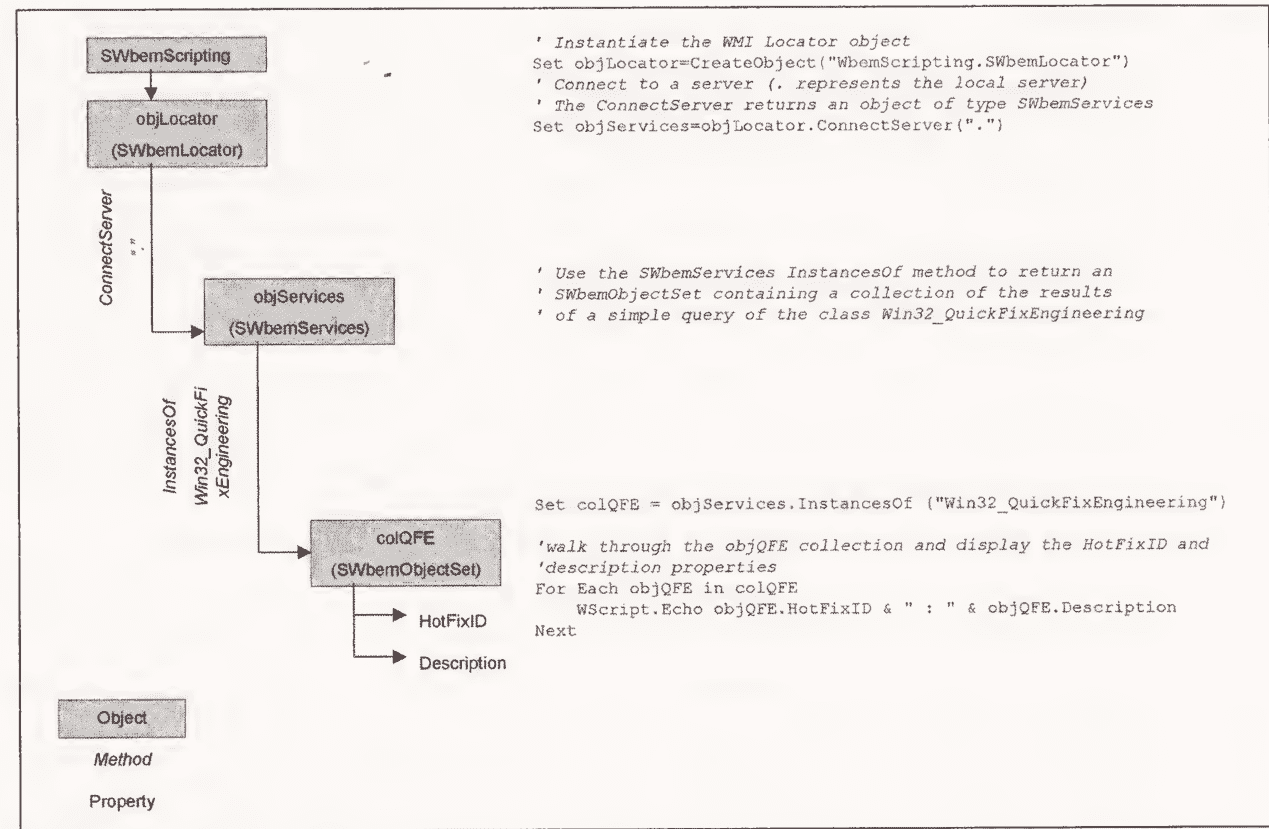 SWbemScripting
objLocator
(SWbemLocator)
ConnectServer
"."
objServices
(SWbemServices)
InstancesOf
Win32_QuickFi
xEngineering
colQFE
(SWbemObjectSet)
HotFixID
Description
Object
Method
Property
' Instantiate the WMI Locator object
Set objLocator=CreateObject("WbemScripting.SWbemLocator")
' Connect to a server (. represents the local server)
' The ConnectServer returns an object of type SWbemServices
Set objServices=objLocator.ConnectServer(".")
' Use the SWbemServices InstancesOf method to return an
' SWbemObjectSet containing a collection of the results
' of a simple query of the class Win32_QuickFixEngineering
Set colQFE = objServices.InstancesOf ("Win32_QuickFixEngineering")
'walk through the objQFE collection and display the HotFixID and
'description properties
For Each objQFE in colQFE
WScript.Echo objQFE.HotFixID & " : " & objQFE.Description
Next